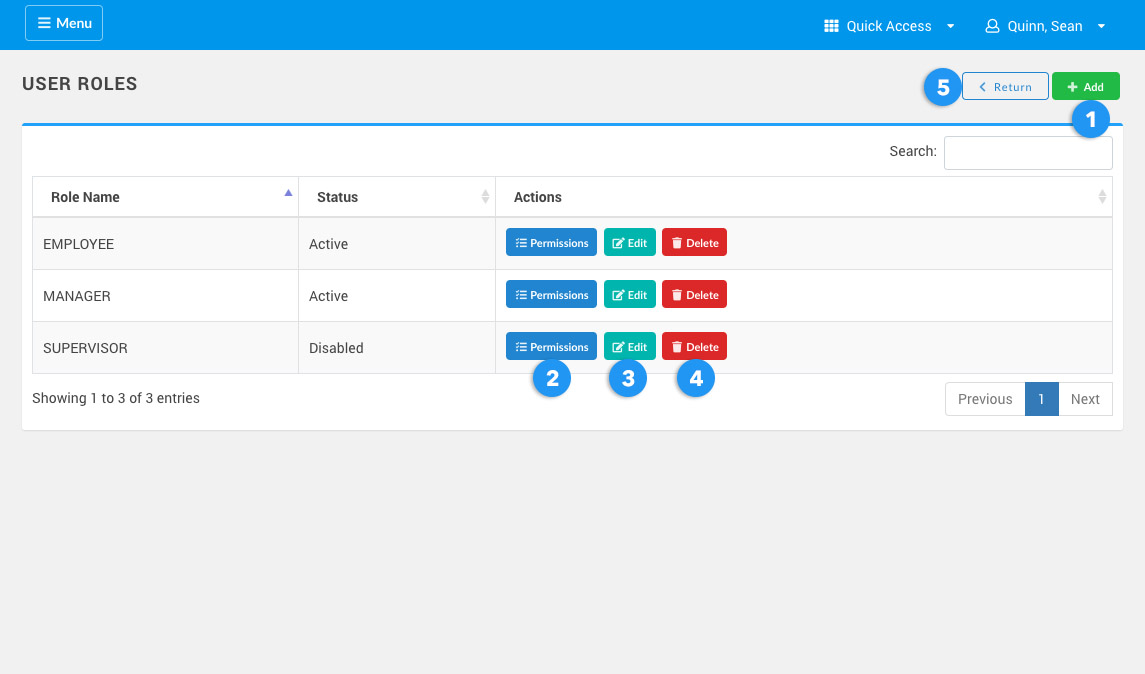 Menu Quick Access Quinn, Sean
USER ROLES 5 Return Add
1
Search:
Role Name Status Actions
EMPLOYEE Active Permissions Edit Delete
MANAGER Active Permissions Edit Delete
SUPERVISOR Disabled Permissions Edit Delete
2 3 4
Showing 1 to 3 of 3 entries Previous 1 Next